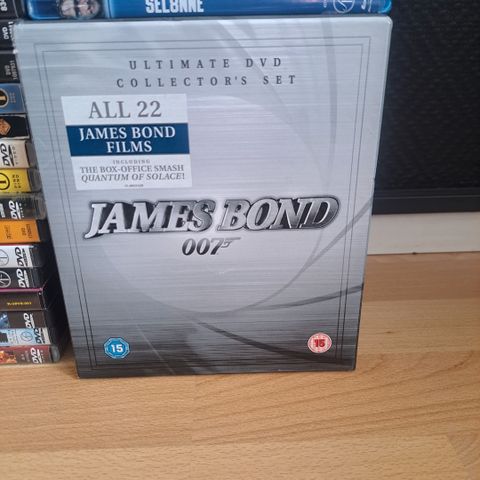 SELBØNNE
ULTIMATE DVD
COLLECTOR'S SET
ALL 22
JAMES BOND
FILMS
INCLUDING
THE BOX-OFFICE SMASH
QUANTUM OF SOLACE!
JAMES BOND
007
15
15
DVD
DVD
DVD
DVD
DVD